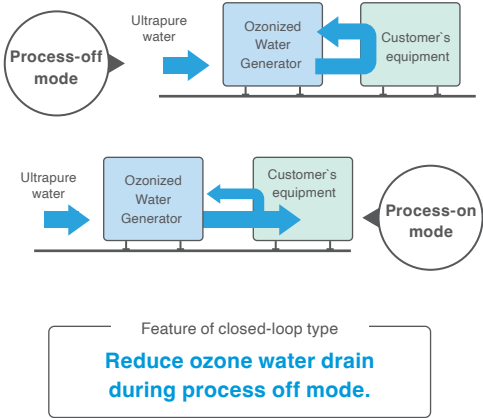 Process-off
mode
Ultrapure
water
Ozonized
Water
Generator
Customer`s
equipment
Ultrapure
water
Ozonized
Water
Generator
Customer`s
equipment
Process-on
mode
Feature of closed-loop type
Reduce ozone water drain
during process off mode.